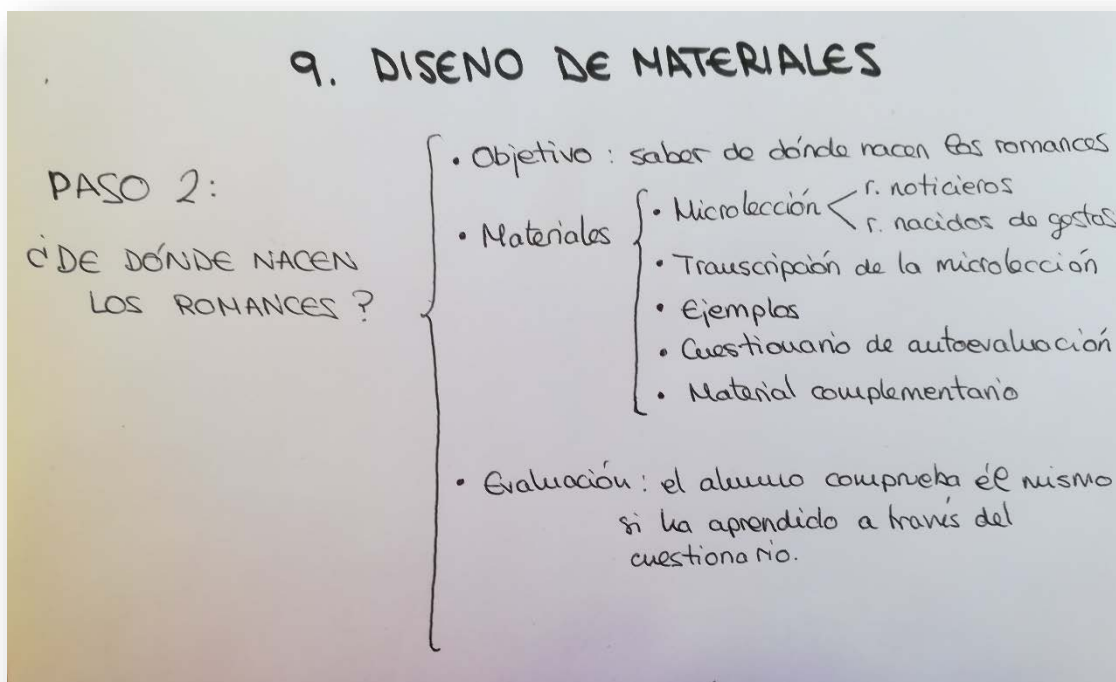 9. DISENO DE MATERIALES
PASO 2:
¿DE DÓNDE NACEN
LOS ROMANCES?
• Objetivo: saber de dónde nacen los romances
• Materiales
• Microlección
r. noticieros
r. nacidos de gestas
• Transcripción de la microlección
• Ejemplos
• Cuestionario de autoevaluación
• Material complementario
• Evaluación: el alumno comprueba él mismo
si ha aprendido a través del
cuestionario.